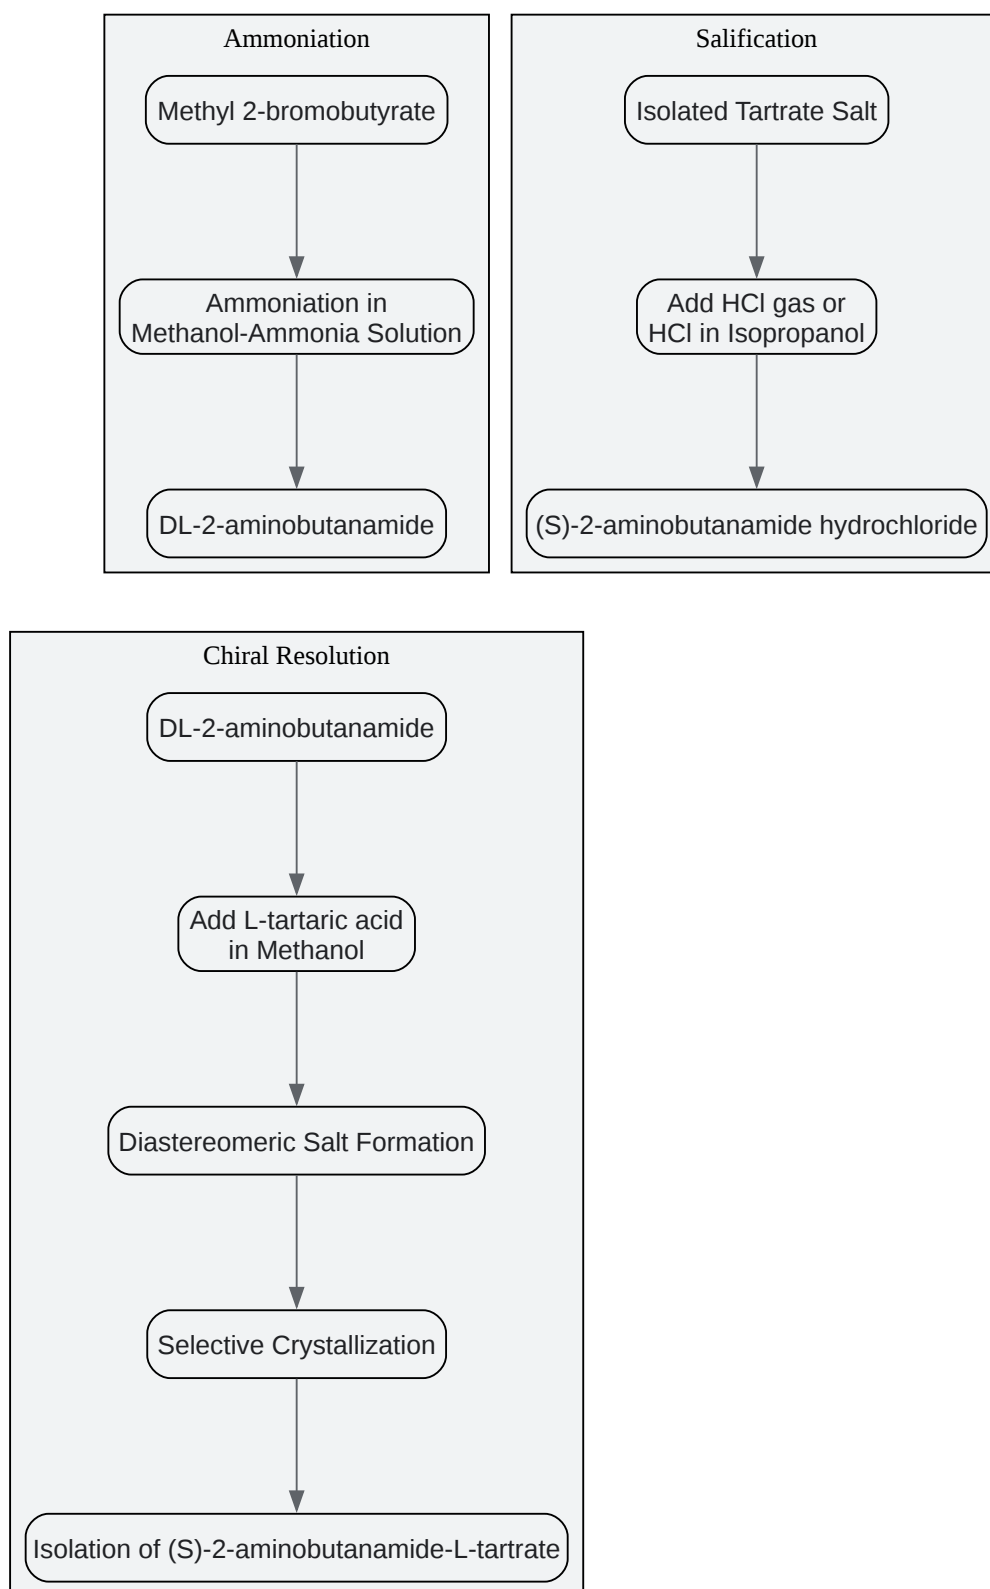 Ammoniation
Methyl 2-bromobutyrate
Ammoniation in
Methanol-Ammonia Solution
DL-2-aminobutanamide
Salification
Isolated Tartrate Salt
Add HCl gas or
HCl in Isopropanol
(S)-2-aminobutanamide hydrochloride
Chiral Resolution
DL-2-aminobutanamide
Add L-tartaric acid
in Methanol
Diastereomeric Salt Formation
Selective Crystallization
Isolation of (S)-2-aminobutanamide-L-tartrate